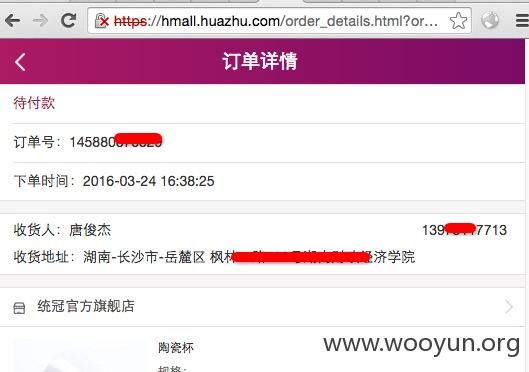 https://hmall.huazhu.com/order_details.html?or...
订单详情
待付款
订单号：145880
下单时间：2016-03-24 16:38:25
收货人：唐俊杰 139 7713
收货地址：湖南-长沙市-岳麓区 枫林 经济学院
统冠官方旗舰店
陶瓷杯
规格：
www.wooyun.org